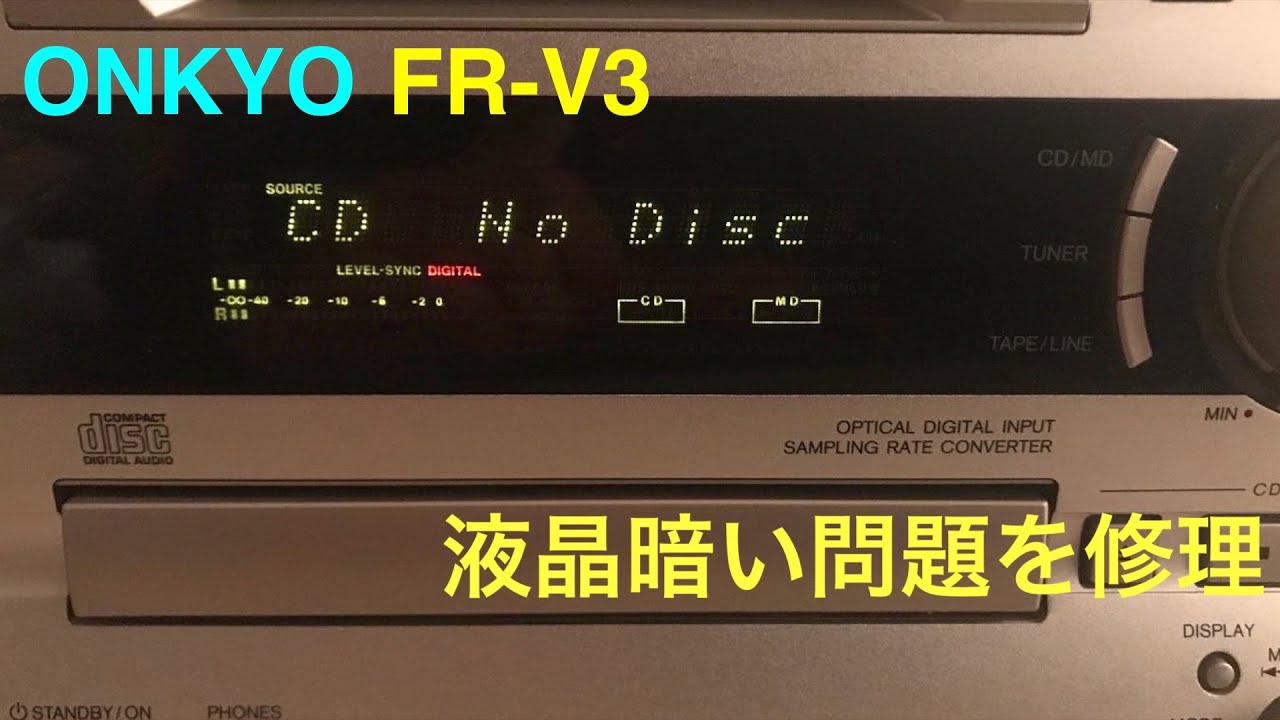 ONKYO FR-V3
CD/MD
SOURCE
CD No Disc
TUNER
LEVEL-SYNC DIGITAL
L
-∞-40 -20 -10 -6 -2 0
R
CD MD
TAPE/LINE
MIN
COMPACT
disc
DIGITAL AUDIO
OPTICAL DIGITAL INPUT
SAMPLING RATE CONVERTER
CD
液晶暗い問題を修理
DISPLAY
STANDBY/ON PHONES